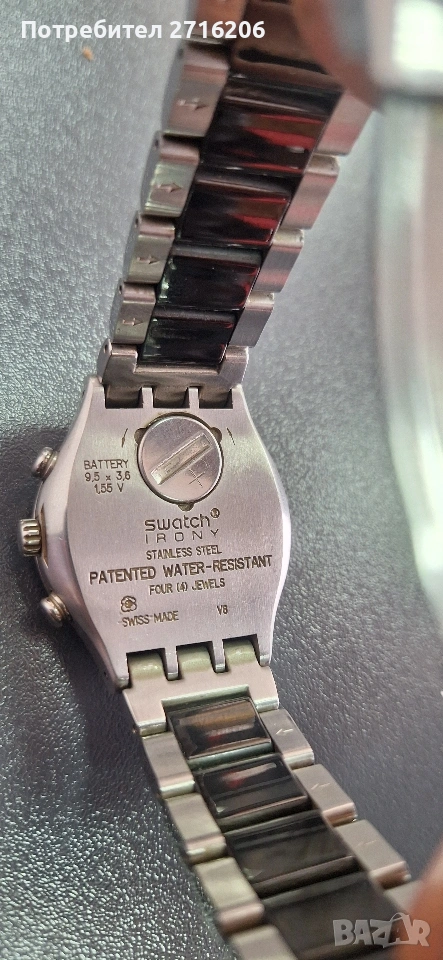 Потребител 2716206
BATTERY
9,5 x 3,6
1,55 V
swatch
IRONY
STAINLESS STEEL
PATENTED WATER-RESISTANT
FOUR (4) JEWELS
SWISS-MADE V8
BAZAR